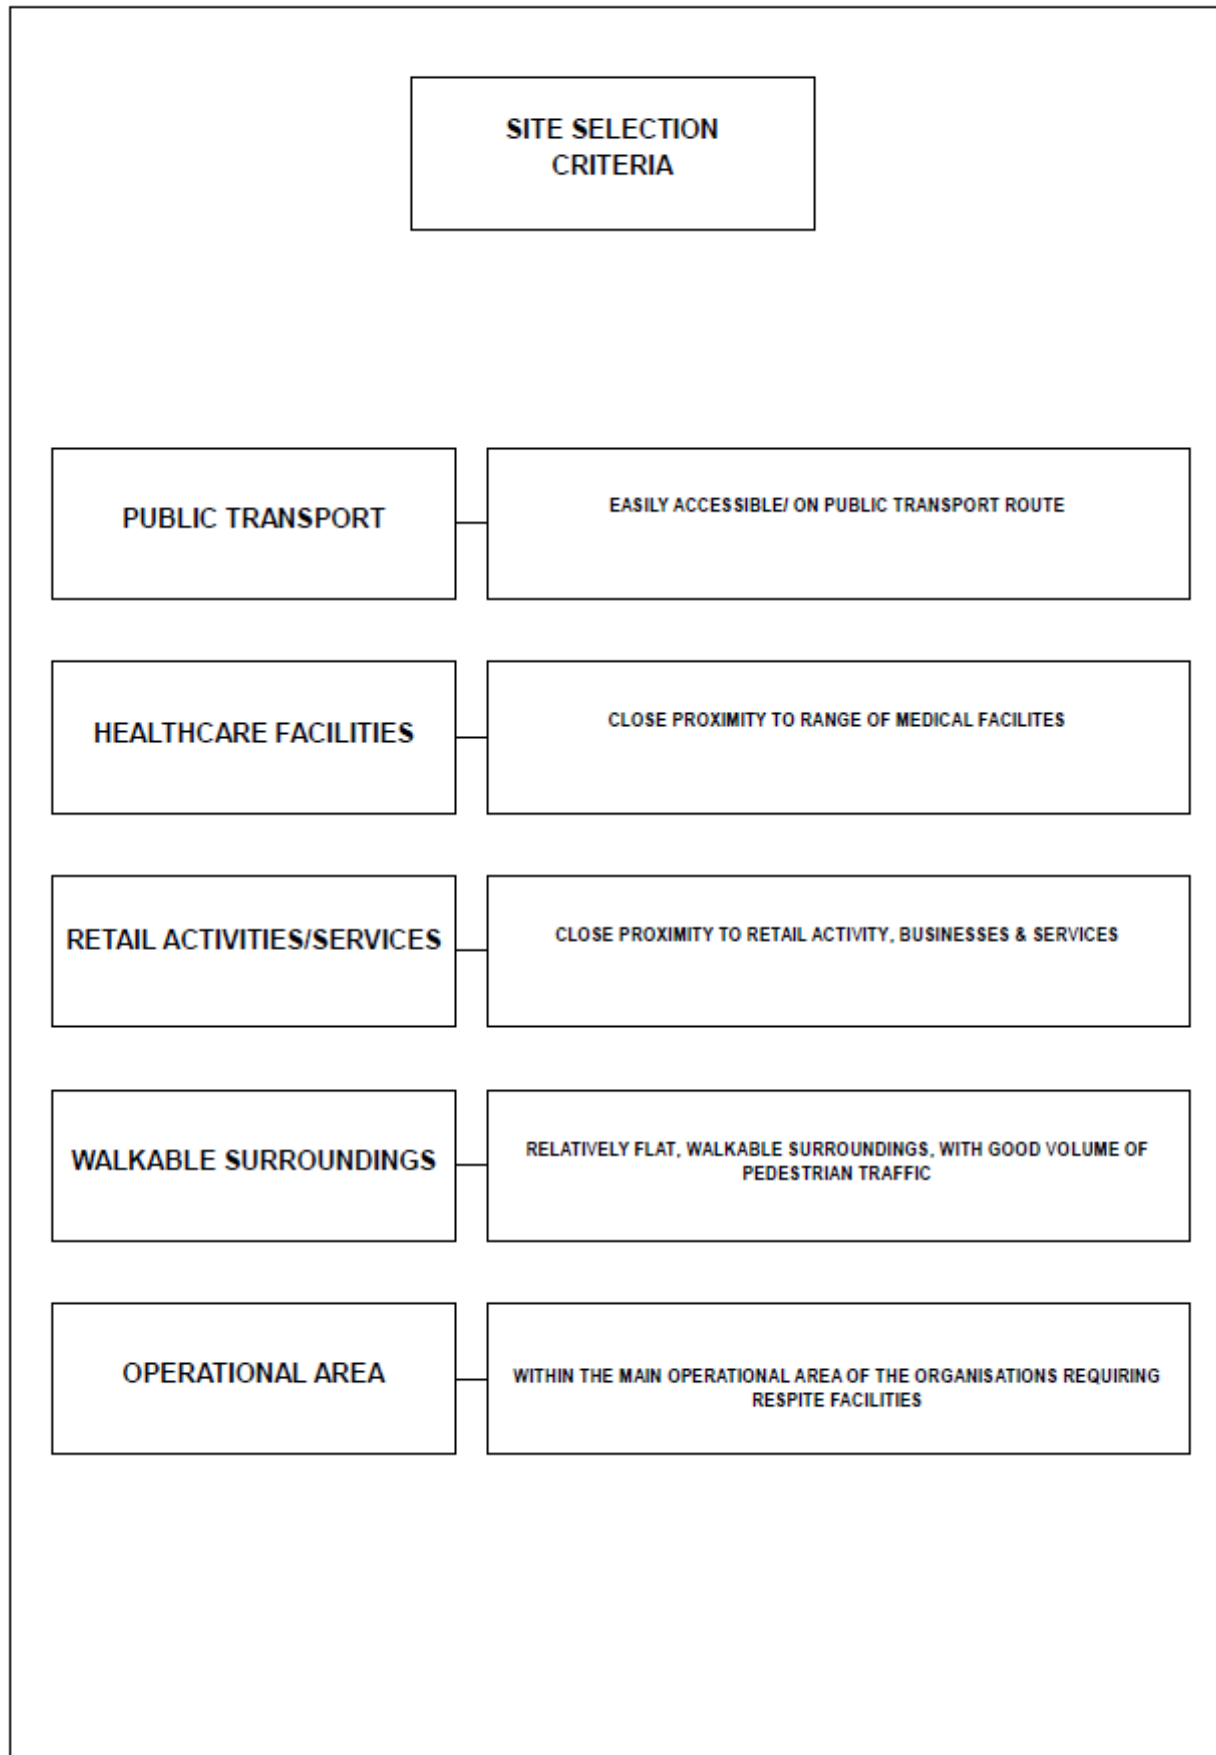 SITE SELECTION
CRITERIA
PUBLIC TRANSPORT
EASILY ACCESSIBLE/ ON PUBLIC TRANSPORT ROUTE
HEALTHCARE FACILITIES
CLOSE PROXIMITY TO RANGE OF MEDICAL FACILITES
RETAIL ACTIVITIES/SERVICES
CLOSE PROXIMITY TO RETAIL ACTIVITY, BUSINESSES & SERVICES
WALKABLE SURROUNDINGS
RELATIVELY FLAT, WALKABLE SURROUNDINGS, WITH GOOD VOLUME OF
PEDESTRIAN TRAFFIC
OPERATIONAL AREA
WITHIN THE MAIN OPERATIONAL AREA OF THE ORGANISATIONS REQUIRING
RESPITE FACILITIES